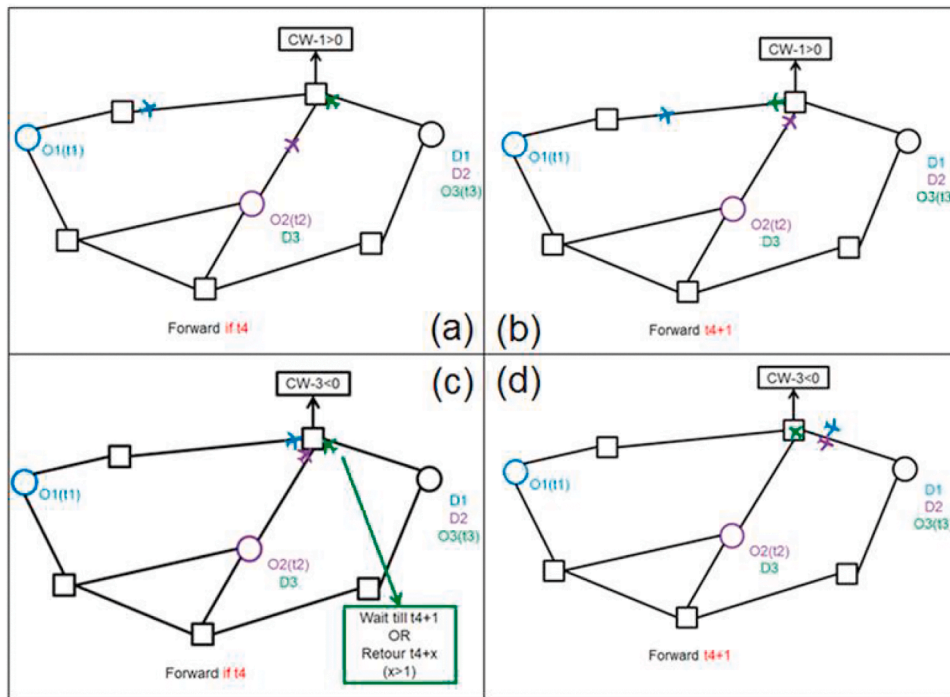 CW-1>0
O1(t1)
D1
D2
O3(t3)
O2(t2)
D3
Forward if t4
(a)
CW-1>0
O1(t1)
D1
D2
O3(t3
O2(t2)
D3
Forward t4+1
(b)
CW-3<0
(c)
O1(t1)
D1
D2
O3(t3)
O2(t2)
D3
Wait till t4+1
OR
Retour t4+x
(x>1)
Forward if t4
(d)
CW-3<0
O1(t1)
D1
D2
O3(t3)
O2(t2)
D3
Forward t4+1